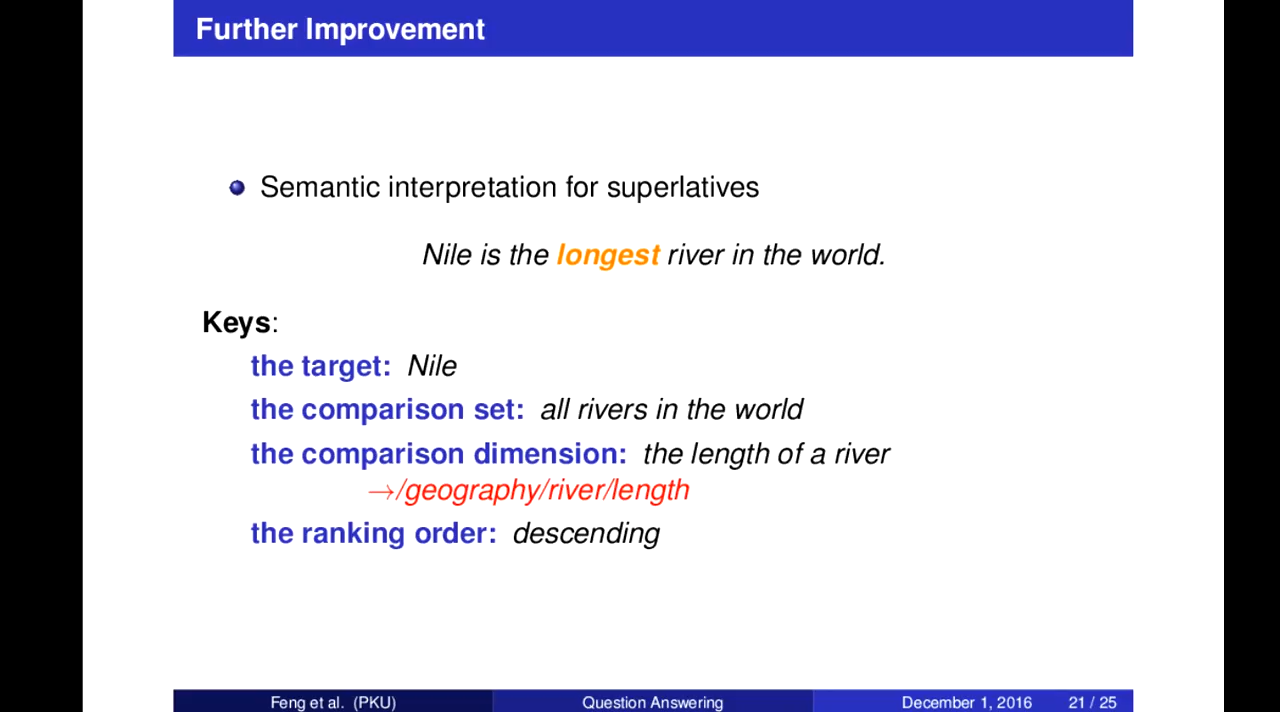 Further Improvement
Semantic interpretation for superlatives
Nile is the longest river in the world.
Keys:
the target: Nile
the comparison set: all rivers in the world
the comparison dimension: the length of a river
→/geography/river/length
the ranking order: descending
Feng et al. (PKU) Question Answering December 1, 2016 21 / 25